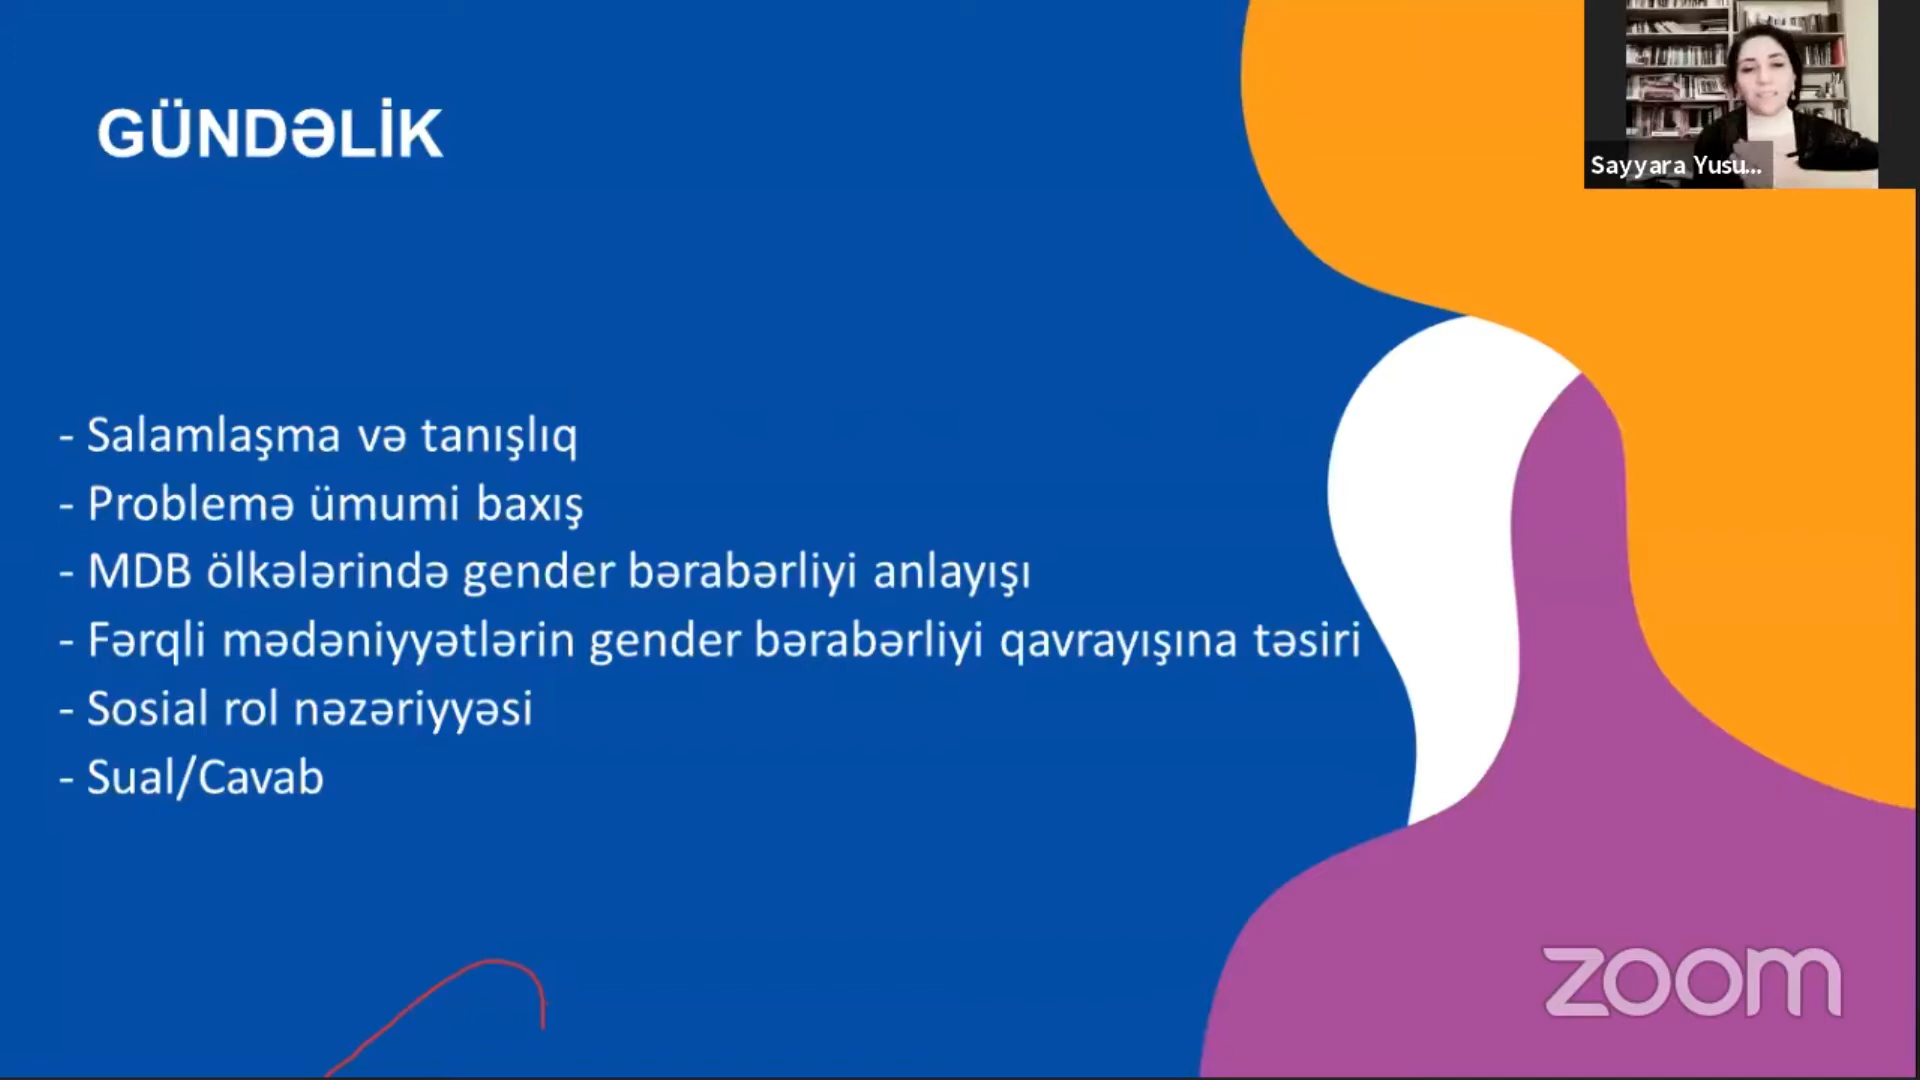 GÜNDƏLİK
Sayyara Yusu...
- Salamlaşma və tanışlıq
- Problemə ümumi baxış
- MDB ölkələrində gender bərabərliyi anlayışı
- Fərqli mədəniyyətlərin gender bərabərliyi qavrayışına təsiri
- Sosial rol nəzəriyyəsi
- Sual/Cavab
zoom